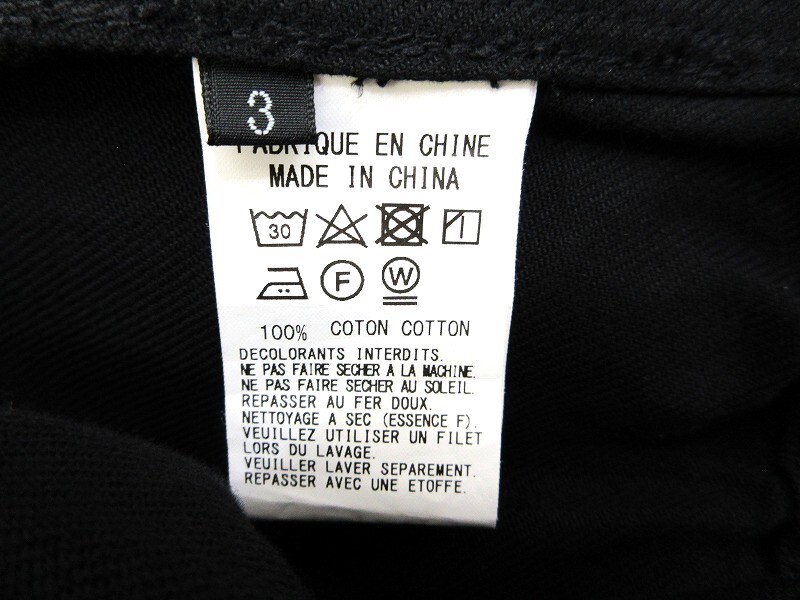 3
FABRIQUE EN CHINE
MADE IN CHINA
30
F W
100% COTON COTTON
DECOLORANTS INTERDITS.
NE PAS FAIRE SECHER A LA MACHINE.
NE PAS FAIRE SECHER AU SOLEIL.
REPASSER AU FER DOUX.
NETTOYAGE A SEC (ESSENCE F).
VEUILLEZ UTILISER UN FILET
LORS DU LAVAGE.
VEUILLER LAVER SEPAREMENT.
REPASSER AVEC UNE ETOFFE.